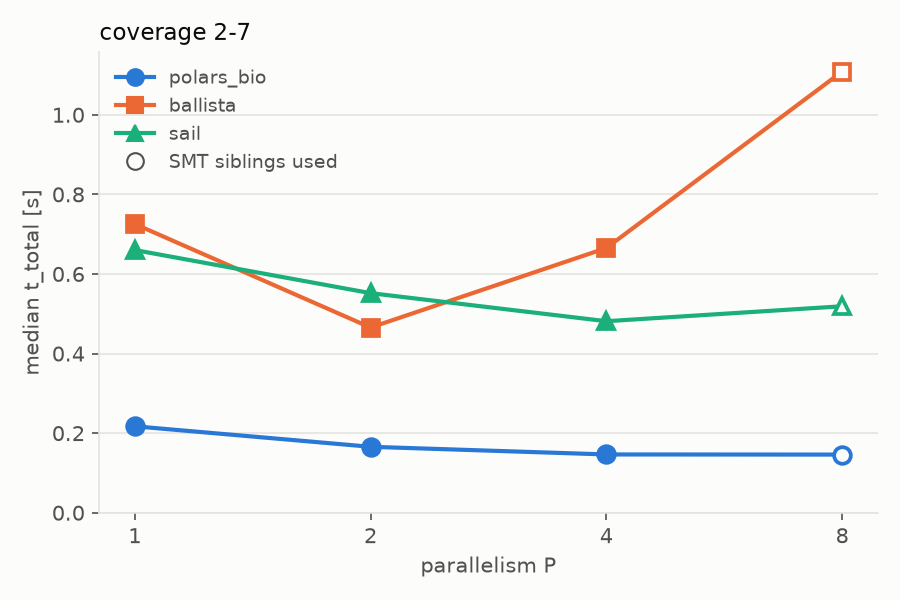 coverage 2-7
polars_bio
ballista
sail
SMT siblings used
median t_total [s]
1.0
0.8
0.6
0.4
0.2
0.0
1 2 4 8
parallelism P